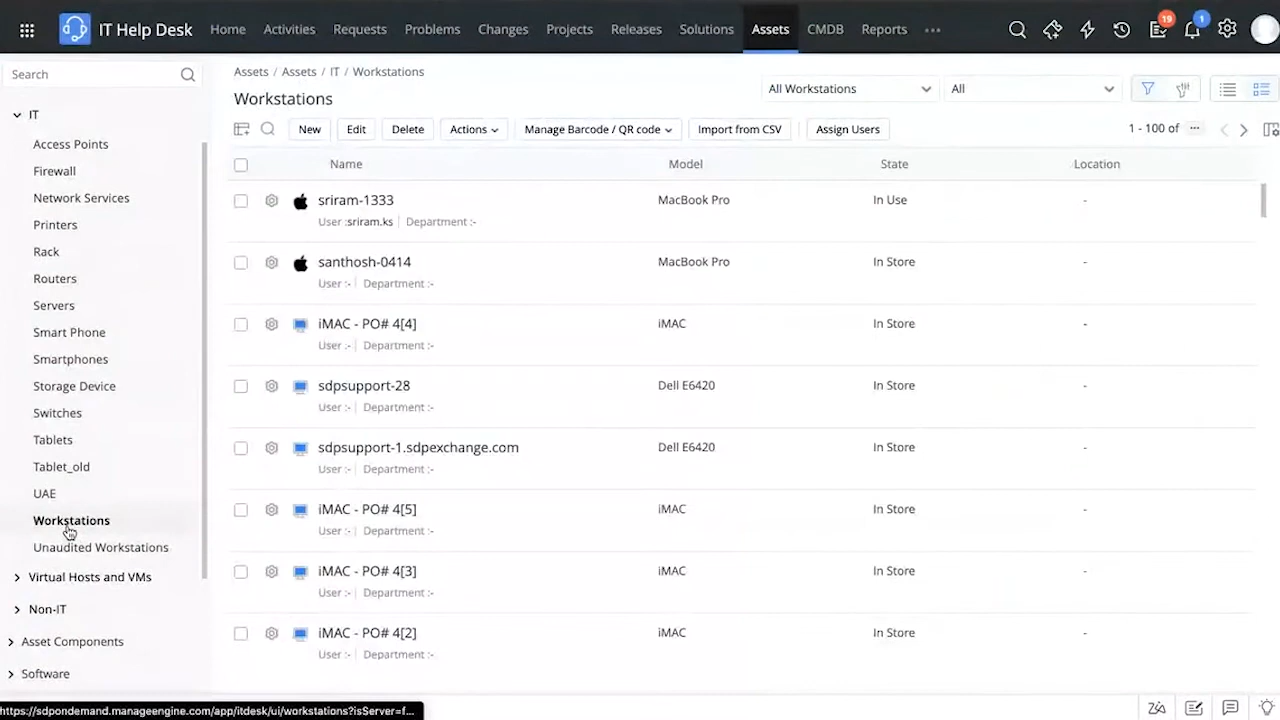 IT Help Desk Home Activities Requests Problems Changes Projects Releases Solutions Assets CMDB Reports ••• 19 1
Search
IT
Access Points
Firewall
Network Services
Printers
Rack
Routers
Servers
Smart Phone
Smartphones
Storage Device
Switches
Tablets
Tablet_old
UAE
Workstations
Unaudited Workstations
Virtual Hosts and VMs
Non-IT
Asset Components
Software
Assets / Assets / IT / Workstations
Workstations
All Workstations All
New Edit Delete Actions Manage Barcode / QR code Import from CSV Assign Users 1 - 100 of •••
Name Model State Location
sriram-1333 MacBook Pro In Use -
User :sriram.ks | Department :-
santhosh-0414 MacBook Pro In Store -
User :- | Department :-
iMAC - PO# 4[4] iMAC In Store -
User :- | Department :-
sdpsupport-28 Dell E6420 In Store -
User :- | Department :-
sdpsupport-1.sdpexchange.com Dell E6420 In Store -
User :- | Department :-
iMAC - PO# 4[5] iMAC In Store -
User :- | Department :-
iMAC - PO# 4[3] iMAC In Store -
User :- | Department :-
iMAC - PO# 4[2] iMAC In Store -
User :- | Department :-
https://sdpondemand.manageengine.com/app/itdesk/ui/workstations?isServer=f...